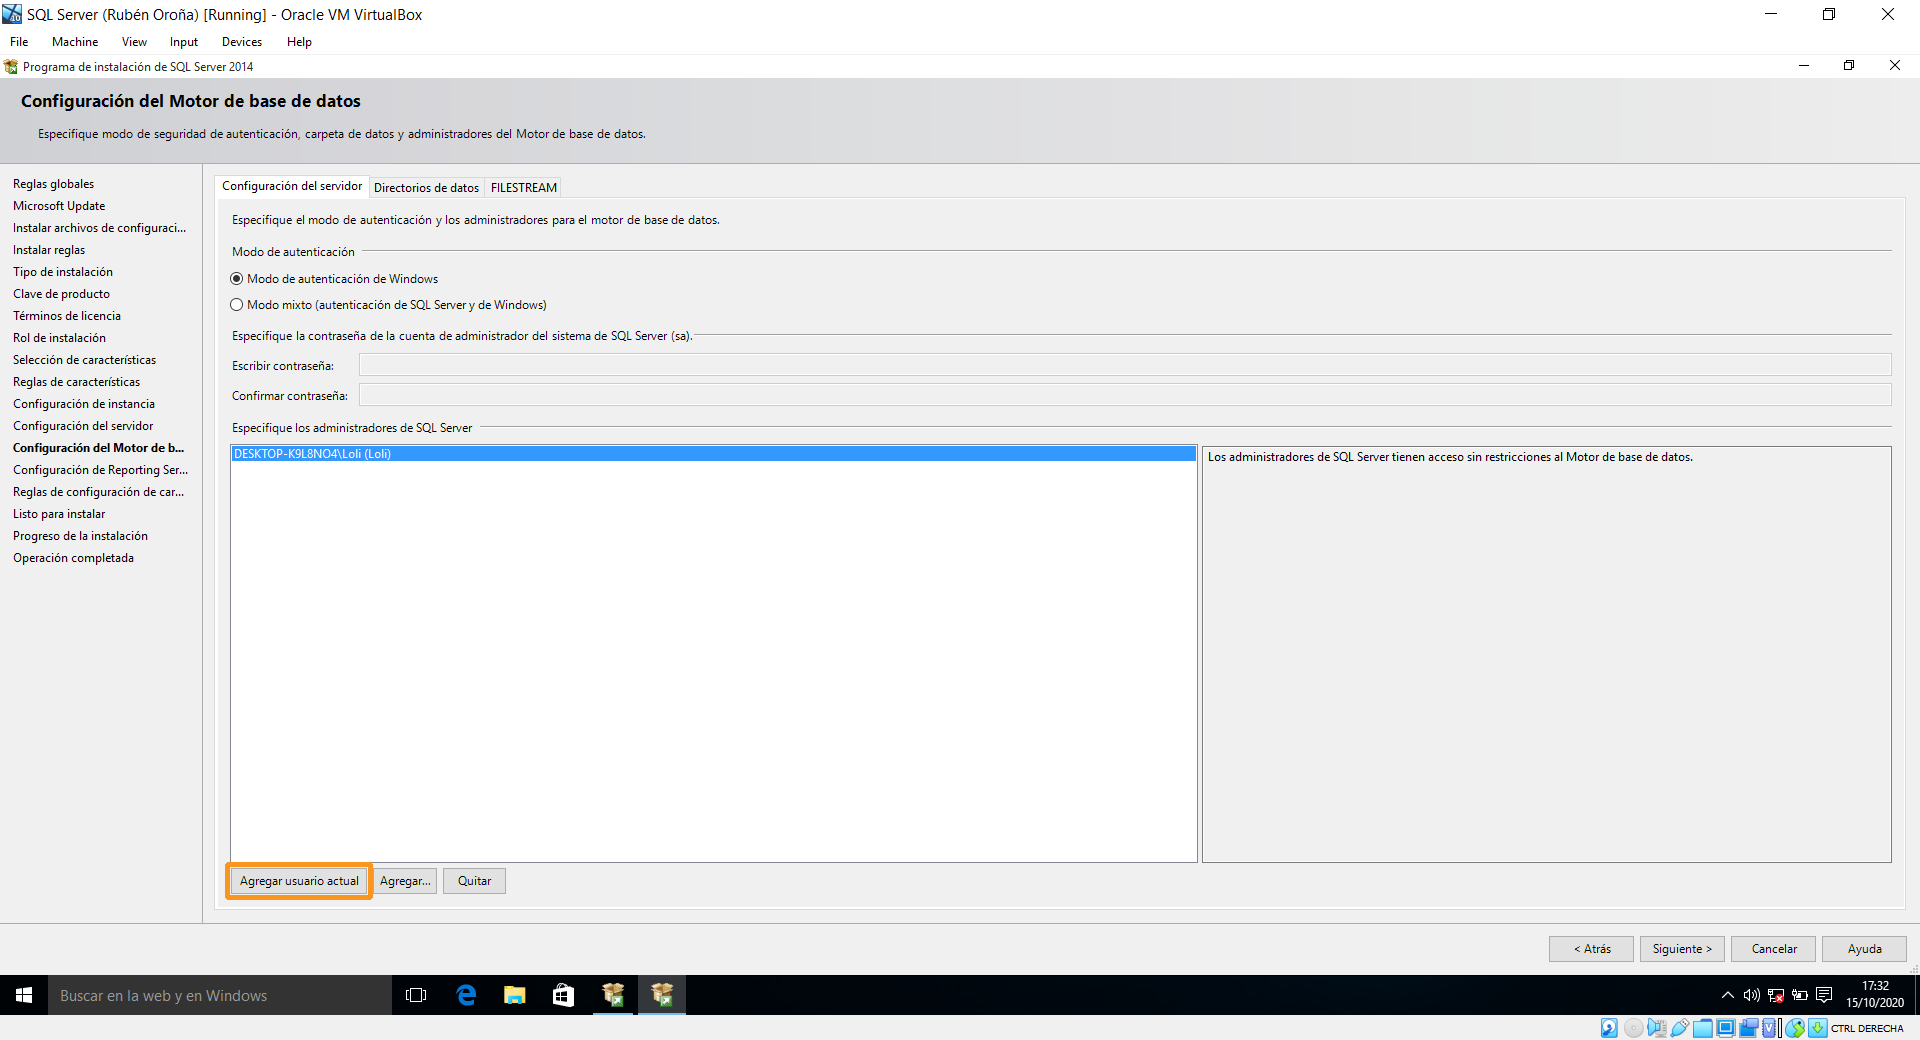 SQL Server (Rubén Oroña) [Running] - Oracle VM VirtualBox
File Machine View Input Devices Help
Programa de instalación de SQL Server 2014
Configuración del Motor de base de datos
Especifique modo de seguridad de autenticación, carpeta de datos y administradores del Motor de base de datos.
Reglas globales
Microsoft Update
Instalar archivos de configuraci...
Instalar reglas
Tipo de instalación
Clave de producto
Términos de licencia
Rol de instalación
Selección de características
Reglas de características
Configuración de instancia
Configuración del servidor
Configuración del Motor de b...
Configuración de Reporting Ser...
Reglas de configuración de car...
Listo para instalar
Progreso de la instalación
Operación completada
Configuración del servidor Directorios de datos FILESTREAM
Especifique el modo de autenticación y los administradores para el motor de base de datos.
Modo de autenticación
Modo de autenticación de Windows
Modo mixto (autenticación de SQL Server y de Windows)
Especifique la contraseña de la cuenta de administrador del sistema de SQL Server (sa).
Escribir contraseña:
Confirmar contraseña:
Especifique los administradores de SQL Server
DESKTOP-K9L8NO4\Loli (Loli)
Los administradores de SQL Server tienen acceso sin restricciones al Motor de base de datos.
Agregar usuario actual Agregar... Quitar
< Atrás Siguiente > Cancelar Ayuda
Buscar en la web y en Windows
17:32
15/10/2020
CTRL DERECHA